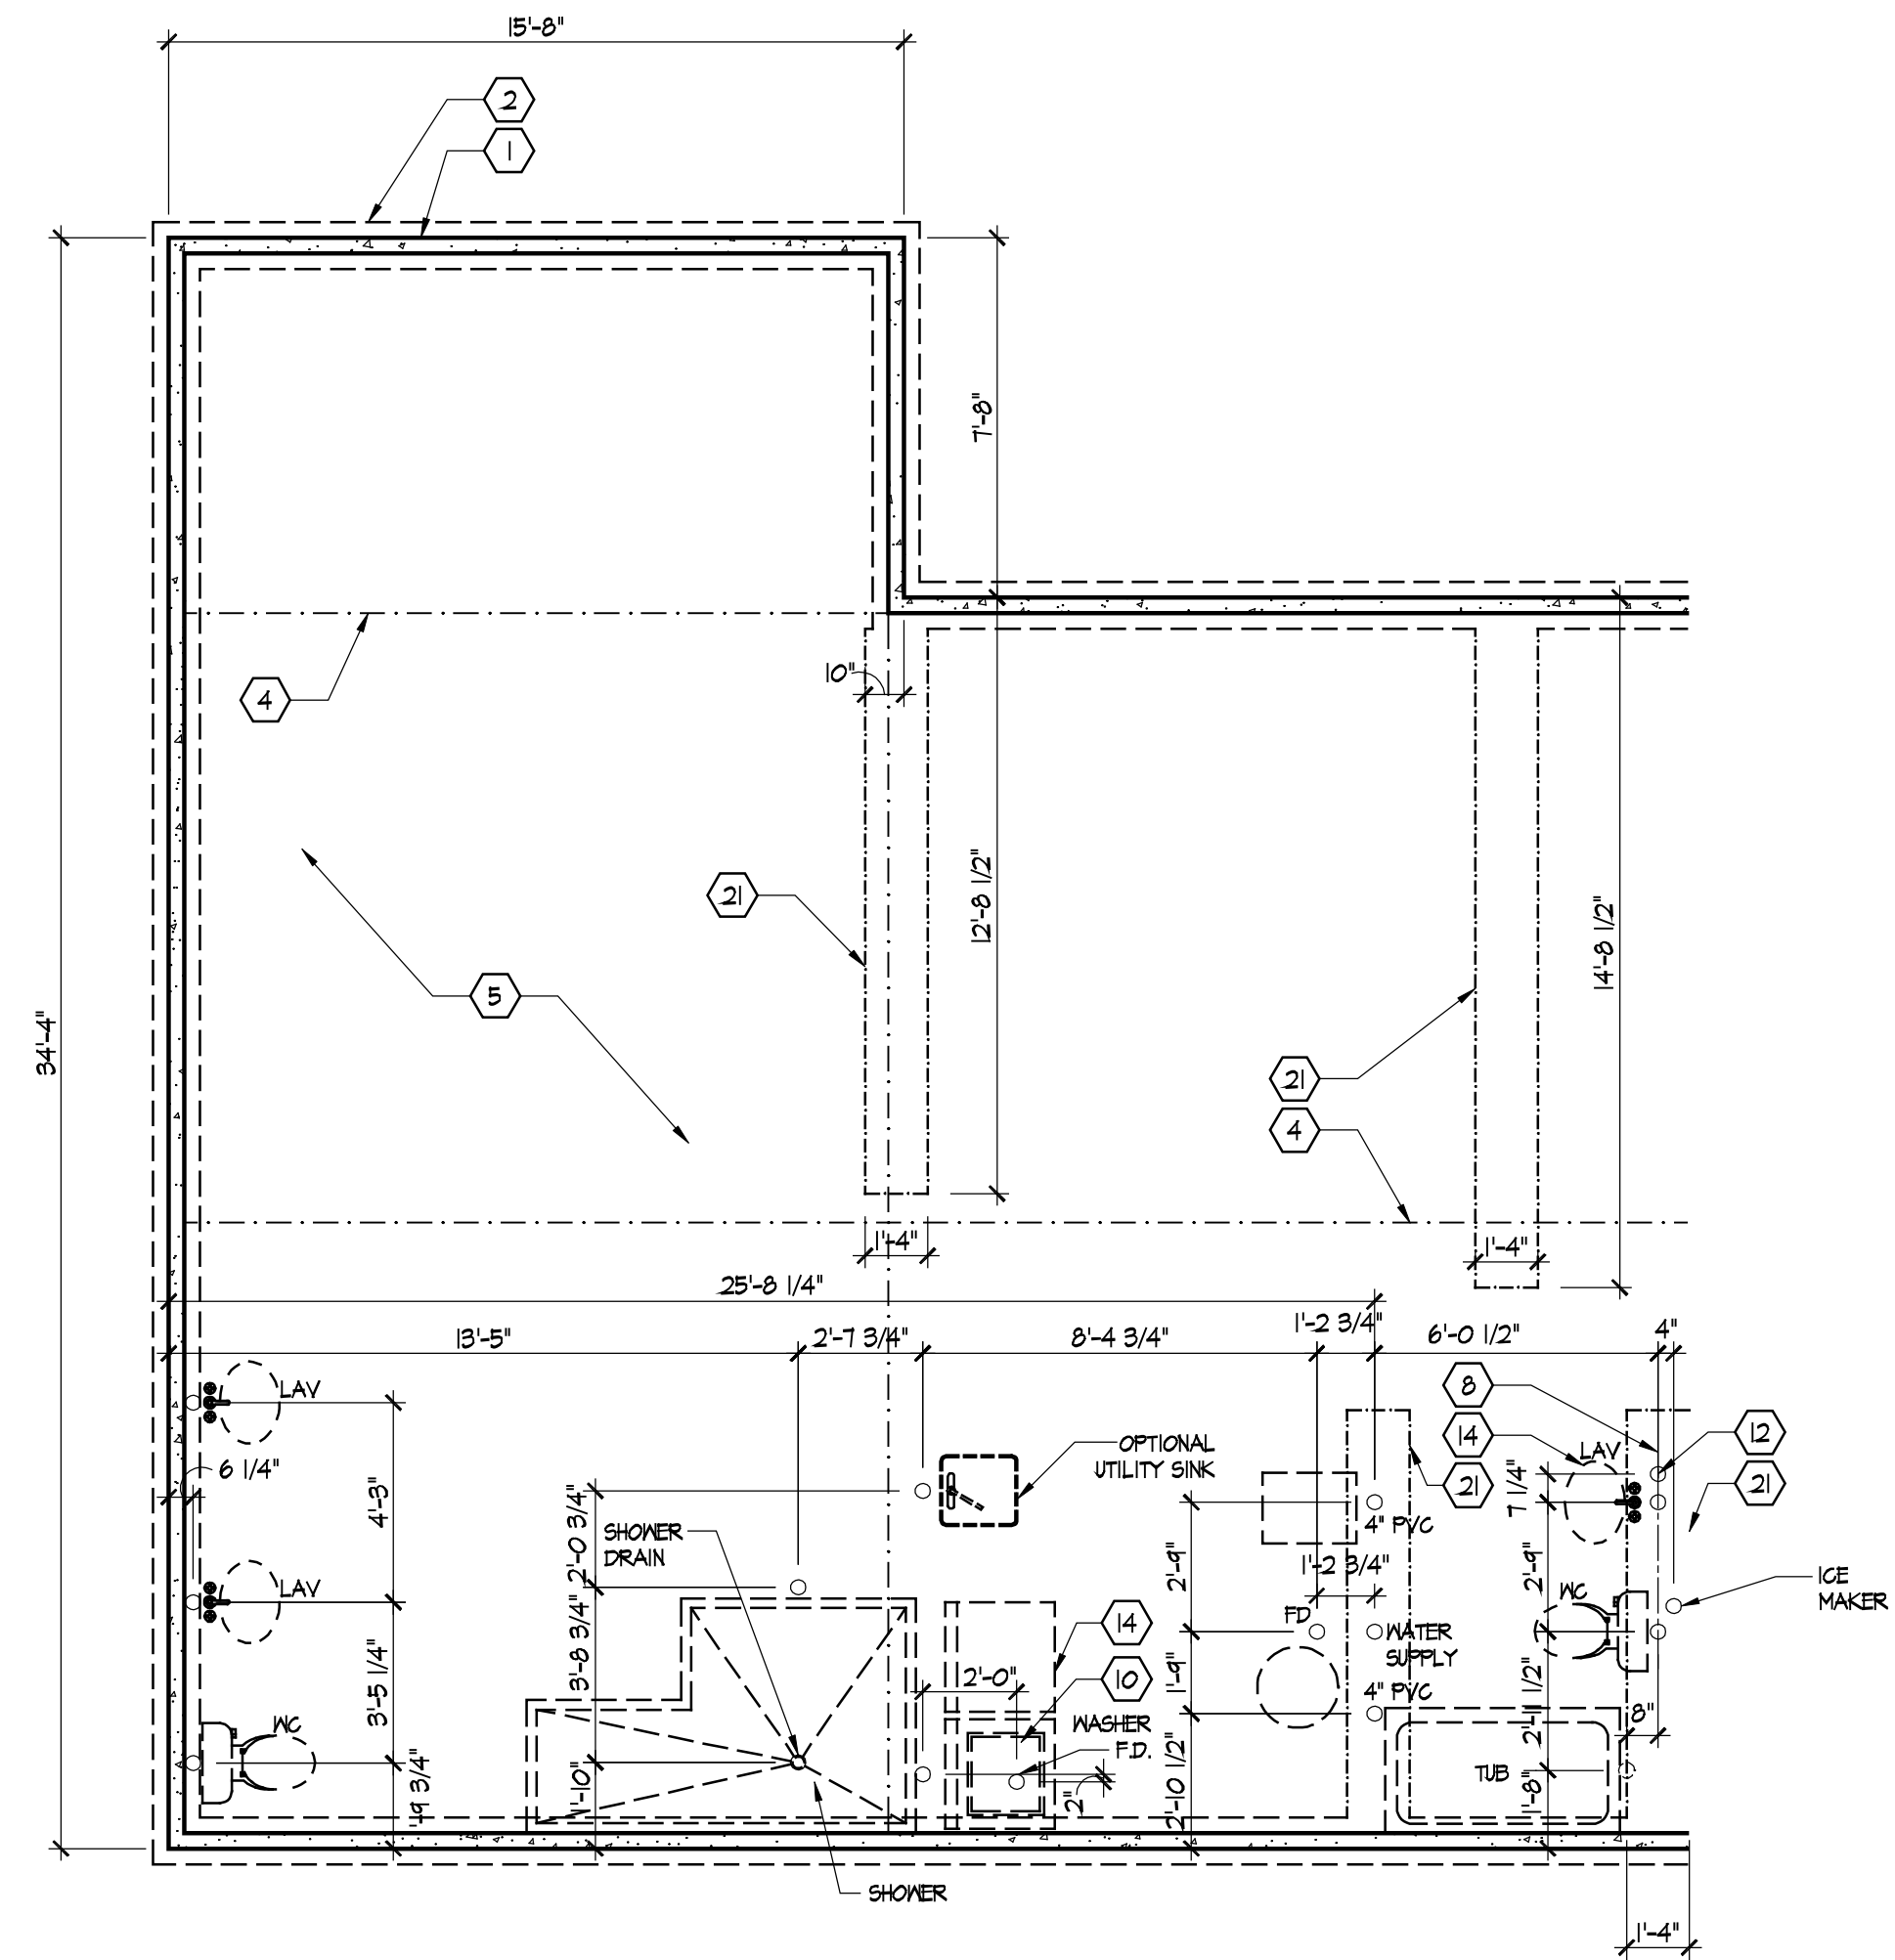 15'-8"
2
1
7'-8"
10"
4
21
12'-8 1/2"
14'-8 1/2"
5
34'-4"
21
4
1'-4"
1'-4"
25'-8 1/4"
13'-5"
2'-7 3/4"
8'-4 3/4"
1'-2 3/4"
6'-0 1/2"
4"
LAV
8
14
12
LAV
21
21
OPTIONAL
UTILITY SINK
6 1/4"
4'-3"
2'-0 3/4"
SHOWER
DRAIN
4" PVC
7 1/4"
1'-2 3/4"
2'-9"
2'-9"
ICE
MAKER
LAV
WC
FD
WATER
SUPPLY
14
3'-8 3/4"
3'-5 1/4"
2'-0"
10
1'-9"
4" PVC
2'-11 1/2"
8"
WC
WASHER
F.D.
TUB
1'-10"
2"
2'-10 1/2"
1'-8"
SHOWER
1'-4"